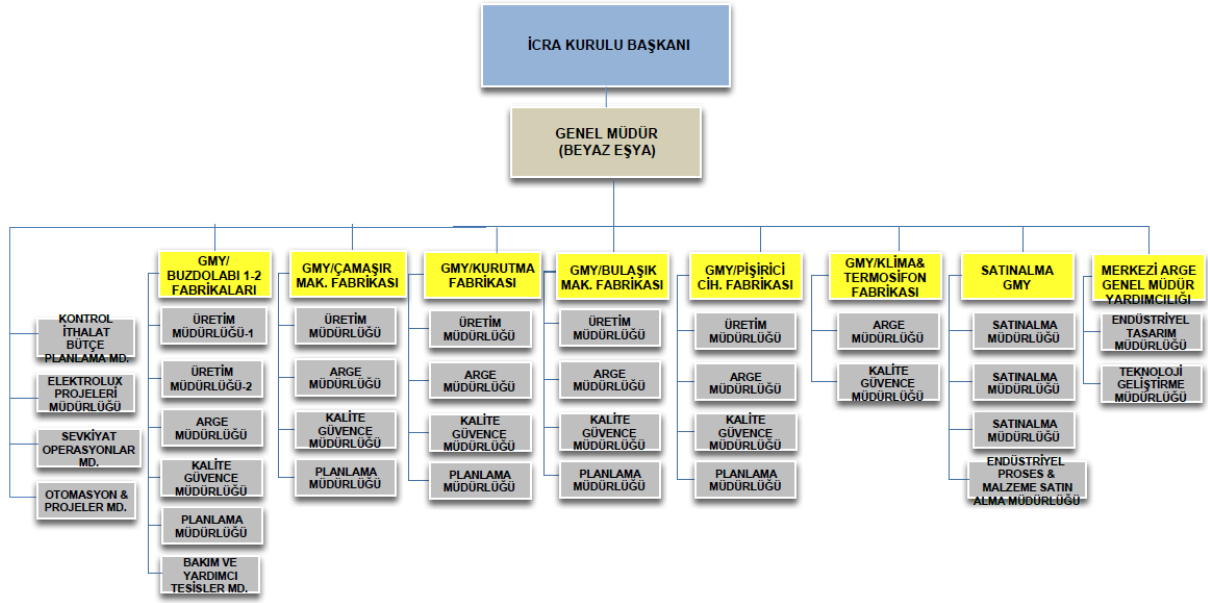 İCRA KURULU BAŞKANI
GENEL MÜDÜR
(BEYAZ EŞYA)
KONTROL
İTHALAT
BÜTÇE
PLANLAMA MD.
ELEKTROLUX
PROJELERİ
MÜDÜRLÜĞÜ
SEVKİYAT
OPERASYONLAR
MD.
OTOMASYON &
PROJELER MD.
GMY/
BUZDOLABI 1-2
FABRİKALARI
ÜRETİM
MÜDÜRLÜĞÜ-1
ÜRETİM
MÜDÜRLÜĞÜ-2
ARGE
MÜDÜRLÜĞÜ
KALİTE
GÜVENCE
MÜDÜRLÜĞÜ
PLANLAMA
MÜDÜRLÜĞÜ
BAKIM VE
YARDIMCI
TESİSLER MD.
GMY/ÇAMAŞIR
MAK. FABRİKASI
ÜRETİM
MÜDÜRLÜĞÜ
ARGE
MÜDÜRLÜĞÜ
KALİTE
GÜVENCE
MÜDÜRLÜĞÜ
PLANLAMA
MÜDÜRLÜĞÜ
GMY/KURUTMA
FABRİKASI
ÜRETİM
MÜDÜRLÜĞÜ
ARGE
MÜDÜRLÜĞÜ
KALİTE
GÜVENCE
MÜDÜRLÜĞÜ
PLANLAMA
MÜDÜRLÜĞÜ
GMY/BULAŞIK
MAK. FABRİKASI
ÜRETİM
MÜDÜRLÜĞÜ
ARGE
MÜDÜRLÜĞÜ
KALİTE
GÜVENCE
MÜDÜRLÜĞÜ
PLANLAMA
MÜDÜRLÜĞÜ
GMY/PİŞİRİCİ
CİH. FABRİKASI
ÜRETİM
MÜDÜRLÜĞÜ
ARGE
MÜDÜRLÜĞÜ
KALİTE
GÜVENCE
MÜDÜRLÜĞÜ
PLANLAMA
MÜDÜRLÜĞÜ
GMY/KLİMA&
TERMOSİFON
FABRİKASI
ARGE
MÜDÜRLÜĞÜ
KALİTE
GÜVENCE
MÜDÜRLÜĞÜ
SATINALMA
GMY
SATINALMA
MÜDÜRLÜĞÜ
SATINALMA
MÜDÜRLÜĞÜ
SATINALMA
MÜDÜRLÜĞÜ
ENDÜSTRİYEL
PROSES &
MALZEME SATIN
ALMA MÜDÜRLÜĞÜ
MERKEZİ ARGE
GENEL MÜDÜR
YARDIMCILIĞI
ENDÜSTRİYEL
TASARIM
MÜDÜRLÜĞÜ
TEKNOLOJİ
GELİŞTİRME
MÜDÜRLÜĞÜ